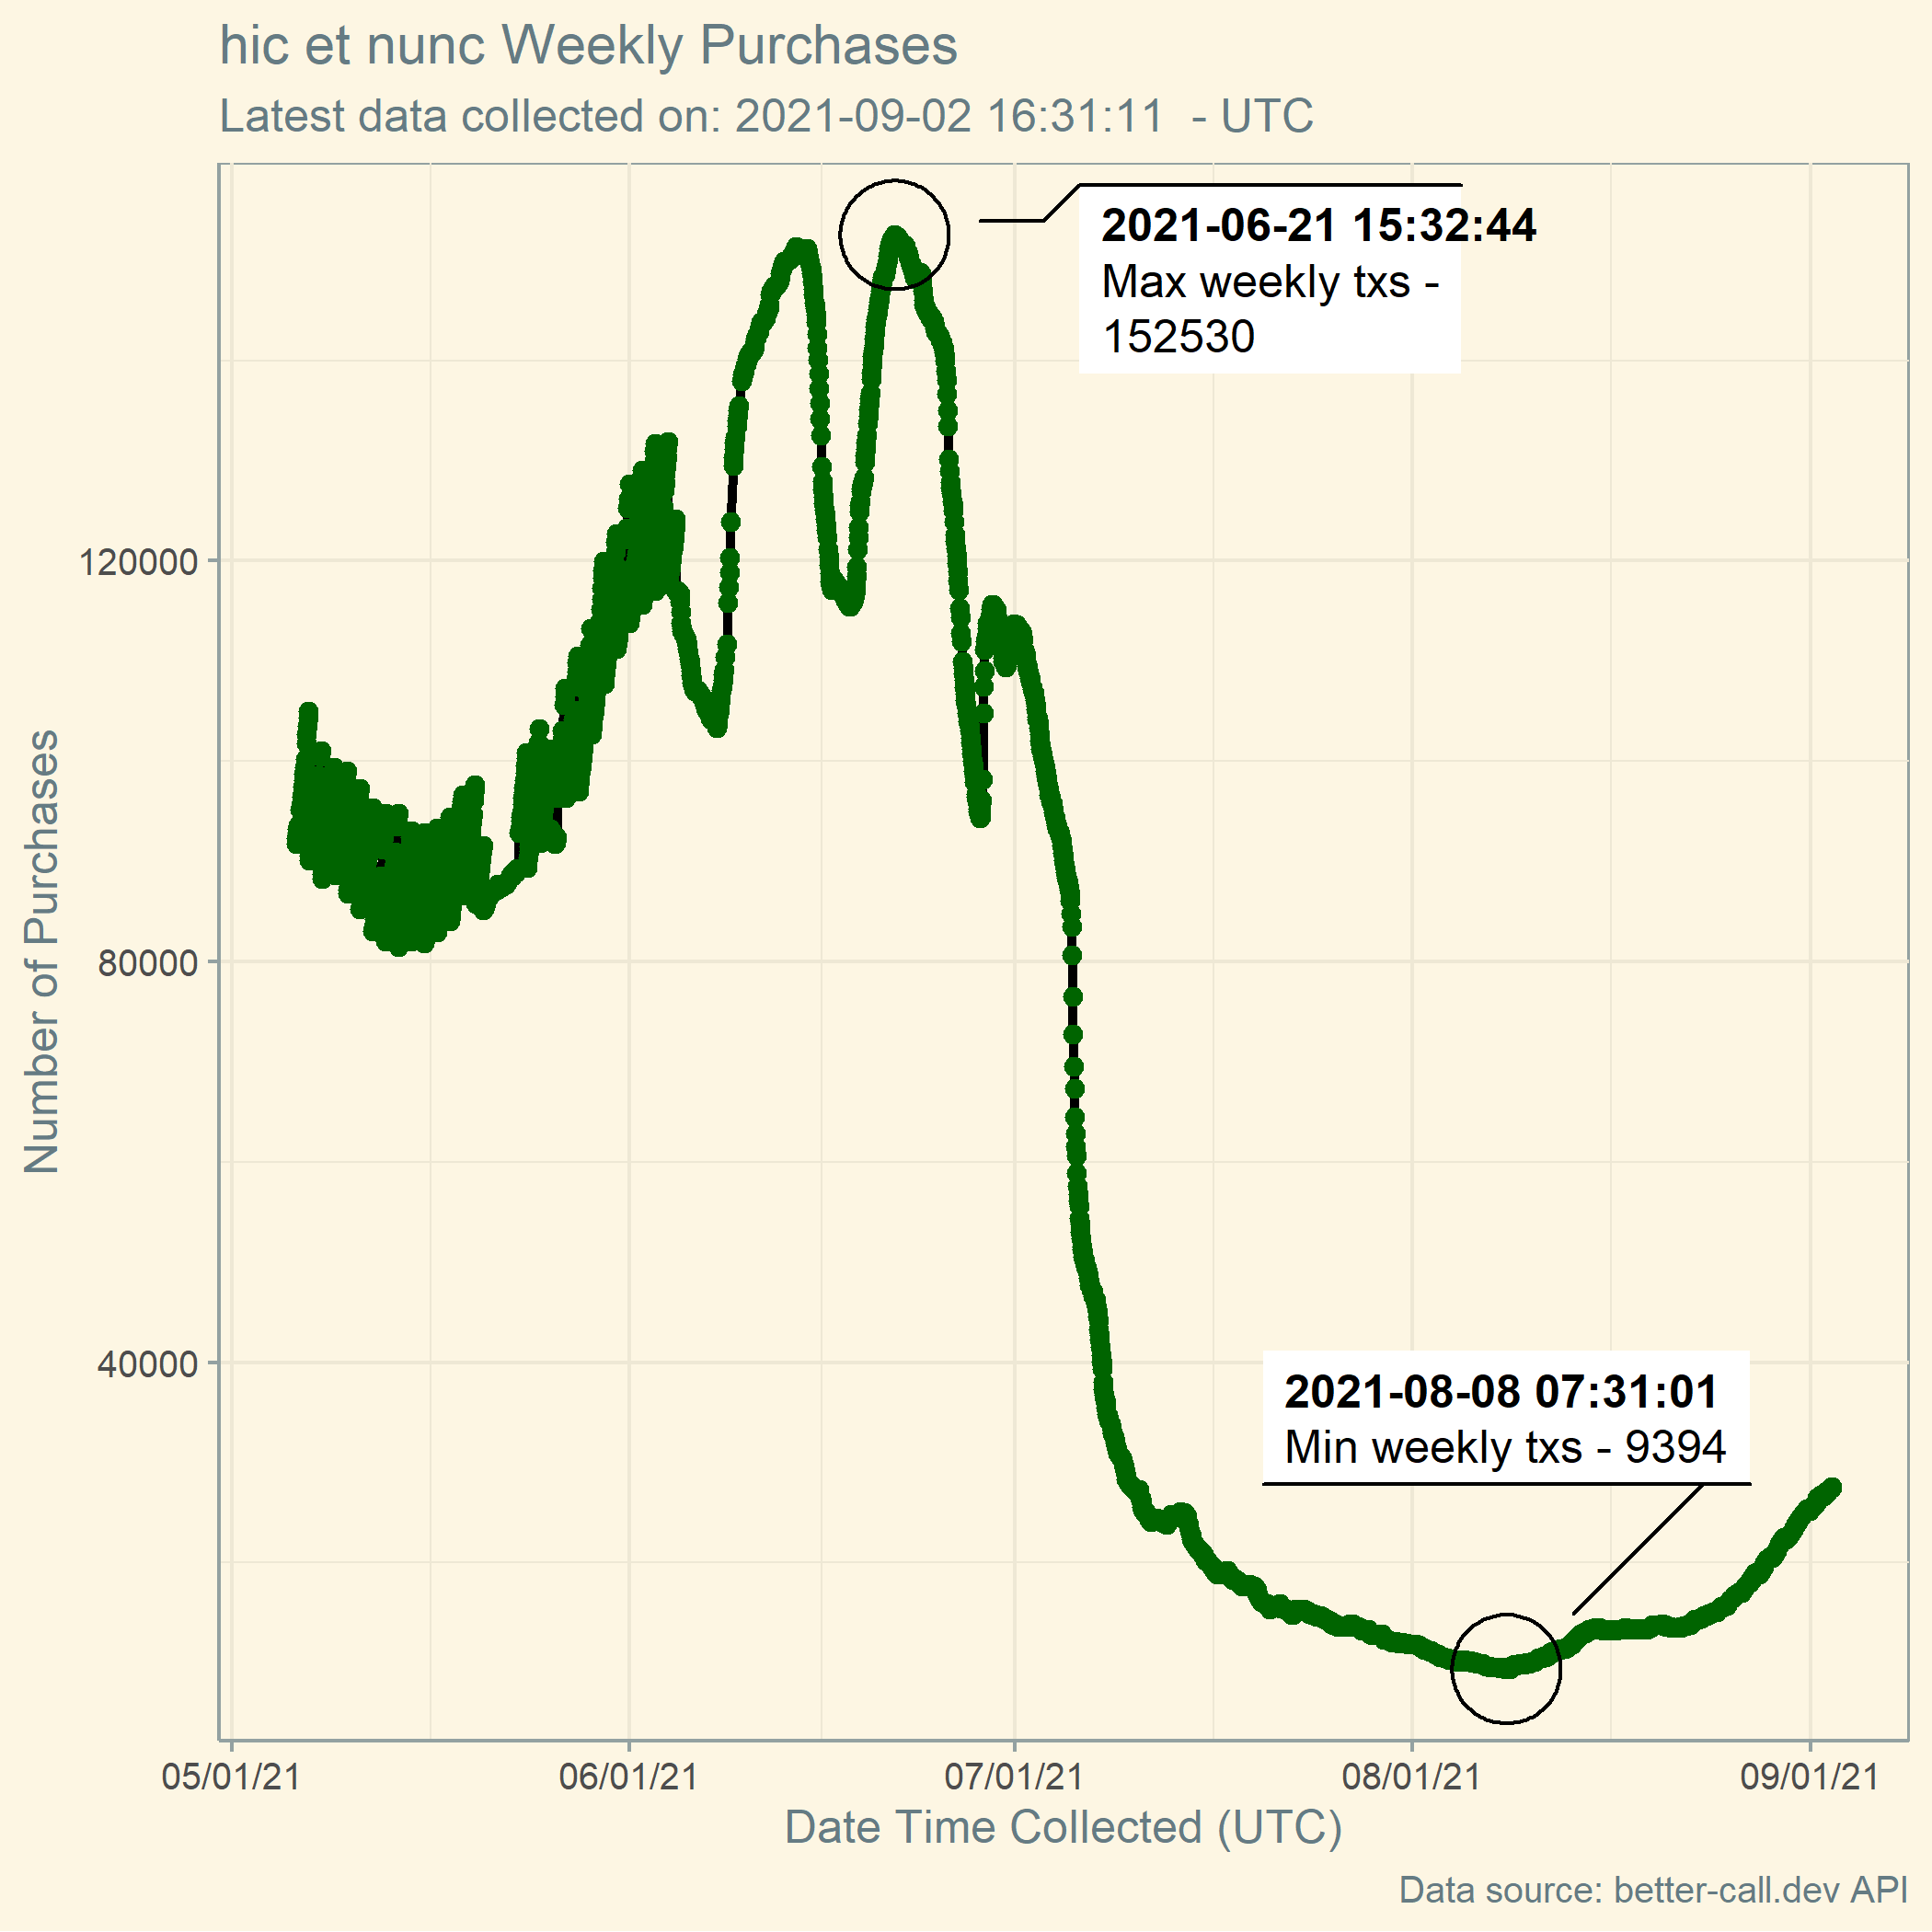 hic et nunc Weekly Purchases
Latest data collected on: 2021-09-02 16:31:11  - UTC
2021-06-21 15:32:44
Max weekly txs -
152530
120000
80000
40000
Number of Purchases
2021-08-08 07:31:01
Min weekly txs - 9394
05/01/21 06/01/21 07/01/21 08/01/21 09/01/21
Date Time Collected (UTC)
Data source: better-call.dev API